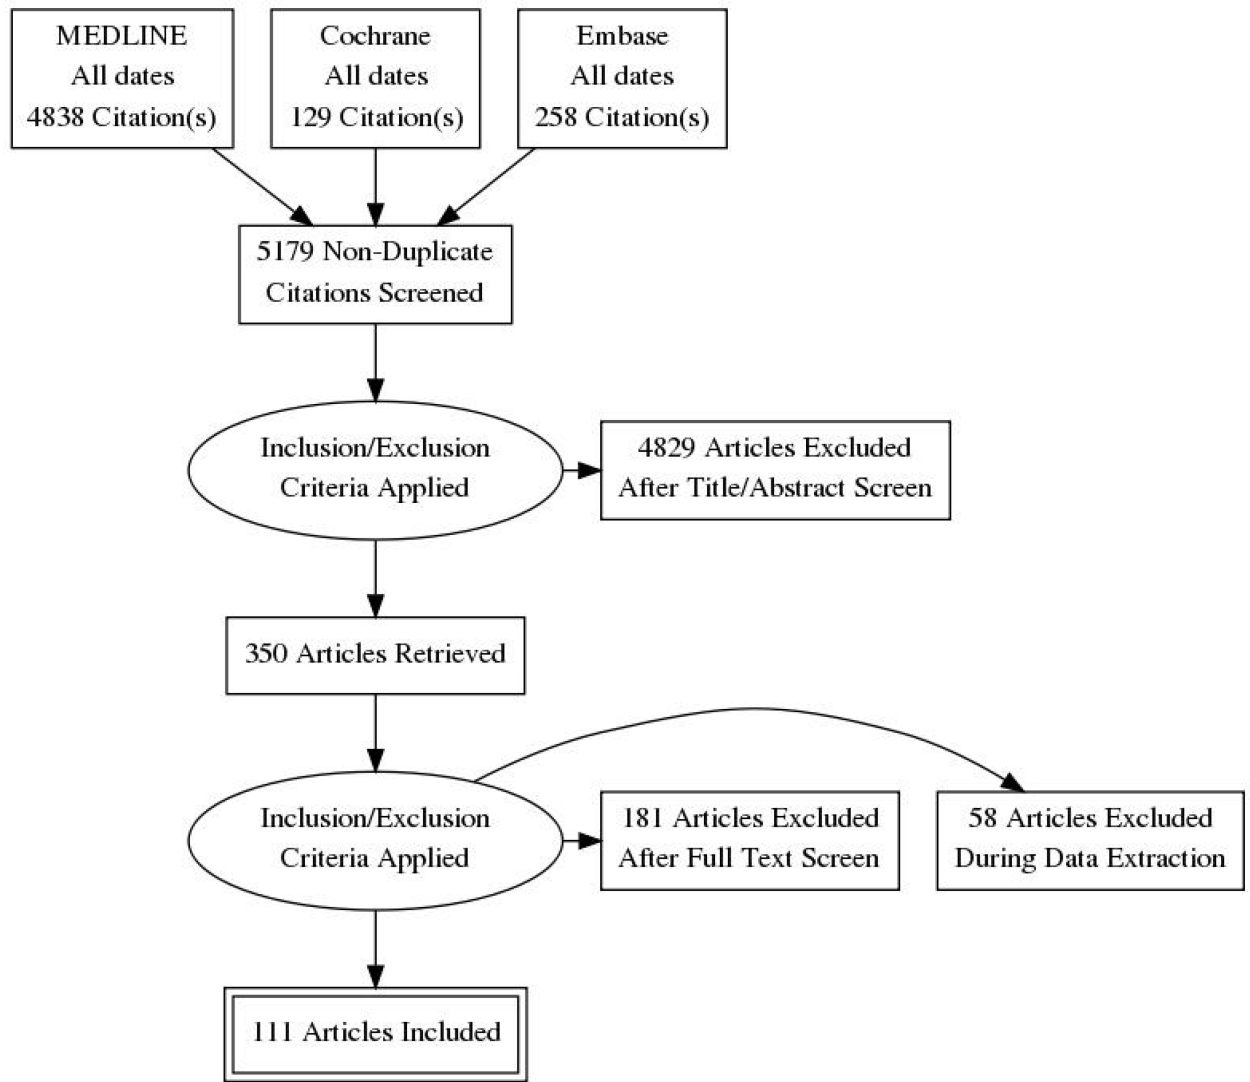 MEDLINE
All dates
4838 Citation(s)
Cochrane
All dates
129 Citation(s)
Embase
All dates
258 Citation(s)
5179 Non-Duplicate
Citations Screened
Inclusion/Exclusion
Criteria Applied
4829 Articles Excluded
After Title/Abstract Screen
350 Articles Retrieved
Inclusion/Exclusion
Criteria Applied
181 Articles Excluded
After Full Text Screen
58 Articles Excluded
During Data Extraction
111 Articles Included